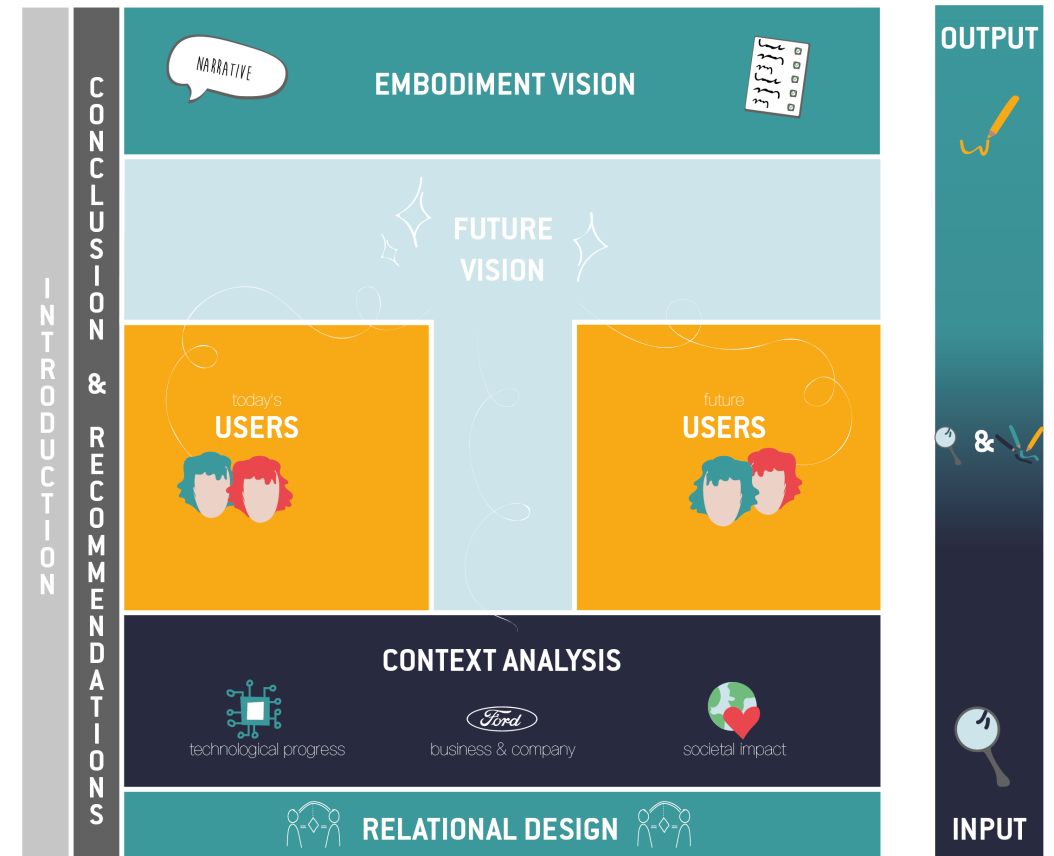 INTRODUCTION
CONCLUSION & RECOMMENDATIONS
NARRATIVE
EMBODIMENT VISION
FUTURE
VISION
today's
USERS
future
USERS
CONTEXT ANALYSIS
technological progress
Ford
business & company
societal impact
RELATIONAL DESIGN
OUTPUT
&
INPUT